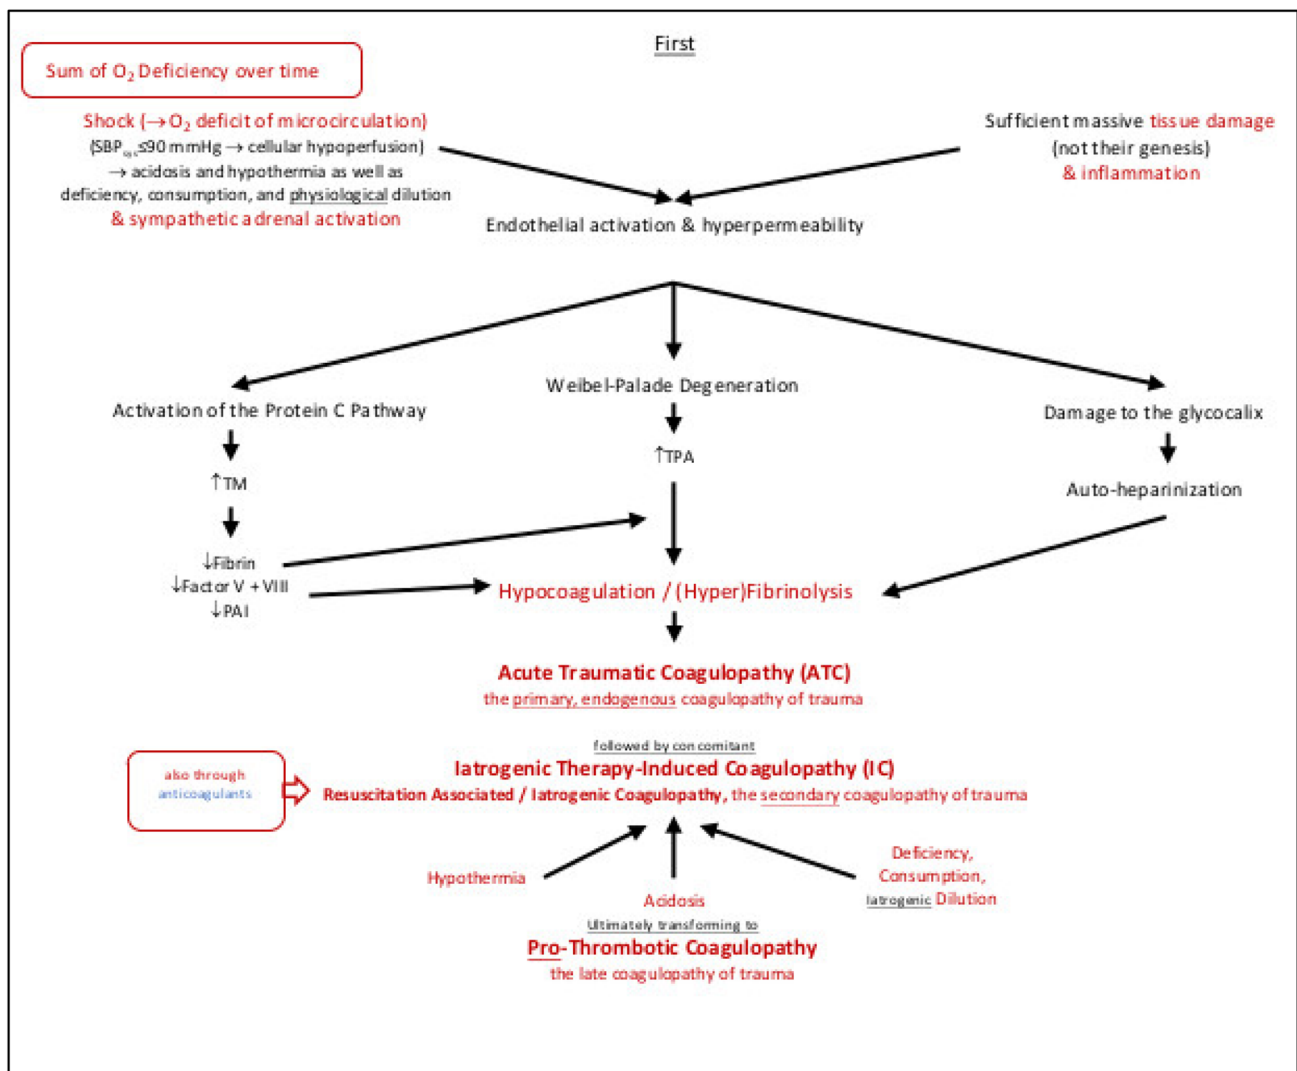 First
Sum of O₂ Deficiency over time
Shock (→O₂ deficit of microcirculation)
(SBP ≤90 mmHg → cellular hypoperfusion)
→ acidosis and hypothermia as well as
deficiency, consumption, and physiological dilution
& sympathetic adrenal activation
Sufficient massive tissue damage
(not their genesis)
& inflammation
Endothelial activation & hyperpermeability
Activation of the Protein C Pathway
↑TM
↓Fibrin
↓Factor V + VIII
↓PAI
Weibel-Palade Degeneration
↑TPA
Damage to the glycocalix
Auto-heparinization
Hypocoagulation / (Hyper)Fibrinolysis
Acute Traumatic Coagulopathy (ATC)
the primary, endogenous coagulopathy of trauma
followed by concomitant
also through
anticoagulants
Iatrogenic Therapy-Induced Coagulopathy (IC)
Resuscitation Associated / Iatrogenic Coagulopathy, the secondary coagulopathy of trauma
Hypothermia
Acidosis
Deficiency,
Consumption,
Iatrogenic Dilution
Ultimately transforming to
Pro-Thrombotic Coagulopathy
the late coagulopathy of trauma